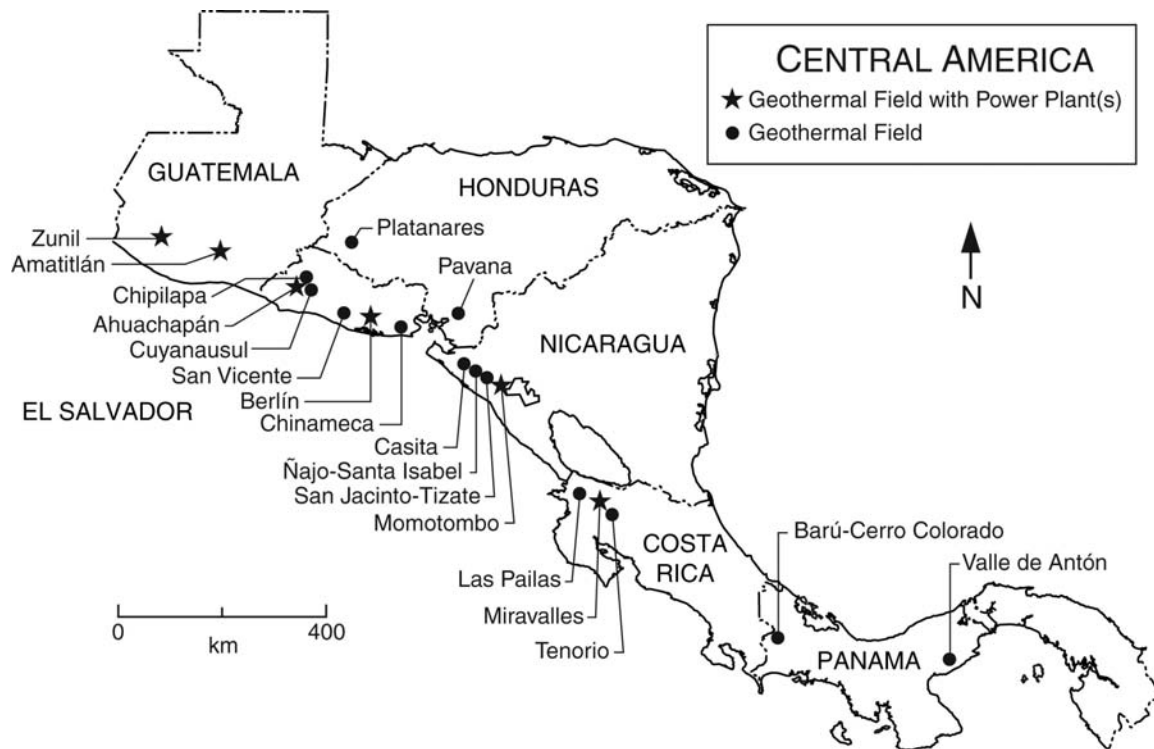 CENTRAL AMERICA
Geothermal Field with Power Plant(s)
Geothermal Field
GUATEMALA
HONDURAS
Zunil
Amatitlán
Platanares
Pavana
Chipilapa
Ahuachapán
Cuyanausul
San Vicente
Berlín
Chinameca
EL SALVADOR
NICARAGUA
N
Casita
Ñajo-Santa Isabel
San Jacinto-Tizate
Momotombo
COSTA
RICA
Las Pailas
Miravalles
Tenorio
Barú-Cerro Colorado
Valle de Antón
PANAMA
0
400
km